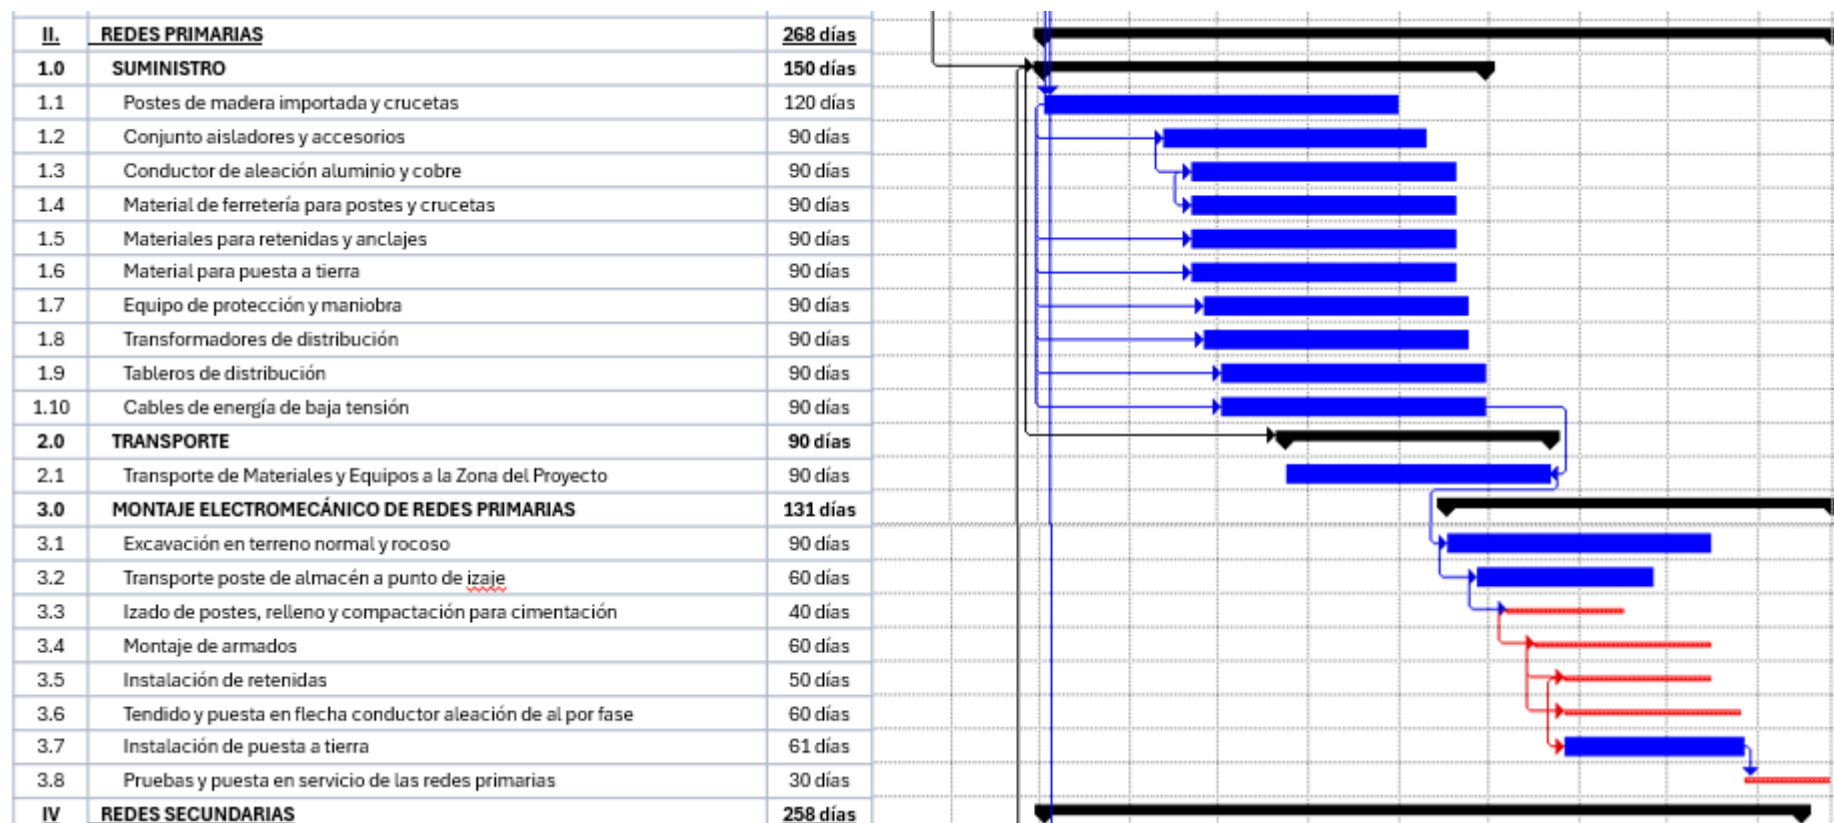 II. REDES PRIMARIAS 268 días
1.0 SUMINISTRO 150 días
1.1 Postes de madera importada y crucetas 120 días
1.2 Conjunto aisladores y accesorios 90 días
1.3 Conductor de aleación aluminio y cobre 90 días
1.4 Material de ferretería para postes y crucetas 90 días
1.5 Materiales para retenidas y anclajes 90 días
1.6 Material para puesta a tierra 90 días
1.7 Equipo de protección y maniobra 90 días
1.8 Transformadores de distribución 90 días
1.9 Tableros de distribución 90 días
1.10 Cables de energía de baja tensión 90 días
2.0 TRANSPORTE 90 días
2.1 Transporte de Materiales y Equipos a la Zona del Proyecto 90 días
3.0 MONTAJE ELECTROMECÁNICO DE REDES PRIMARIAS 131 días
3.1 Excavación en terreno normal y rocoso 90 días
3.2 Transporte poste de almacén a punto de izaje 60 días
3.3 Izado de postes, relleno y compactación para cimentación 40 días
3.4 Montaje de armados 60 días
3.5 Instalación de retenidas 50 días
3.6 Tendido y puesta en flecha conductor aleación de al por fase 60 días
3.7 Instalación de puesta a tierra 61 días
3.8 Pruebas y puesta en servicio de las redes primarias 30 días
IV REDES SECUNDARIAS 258 días